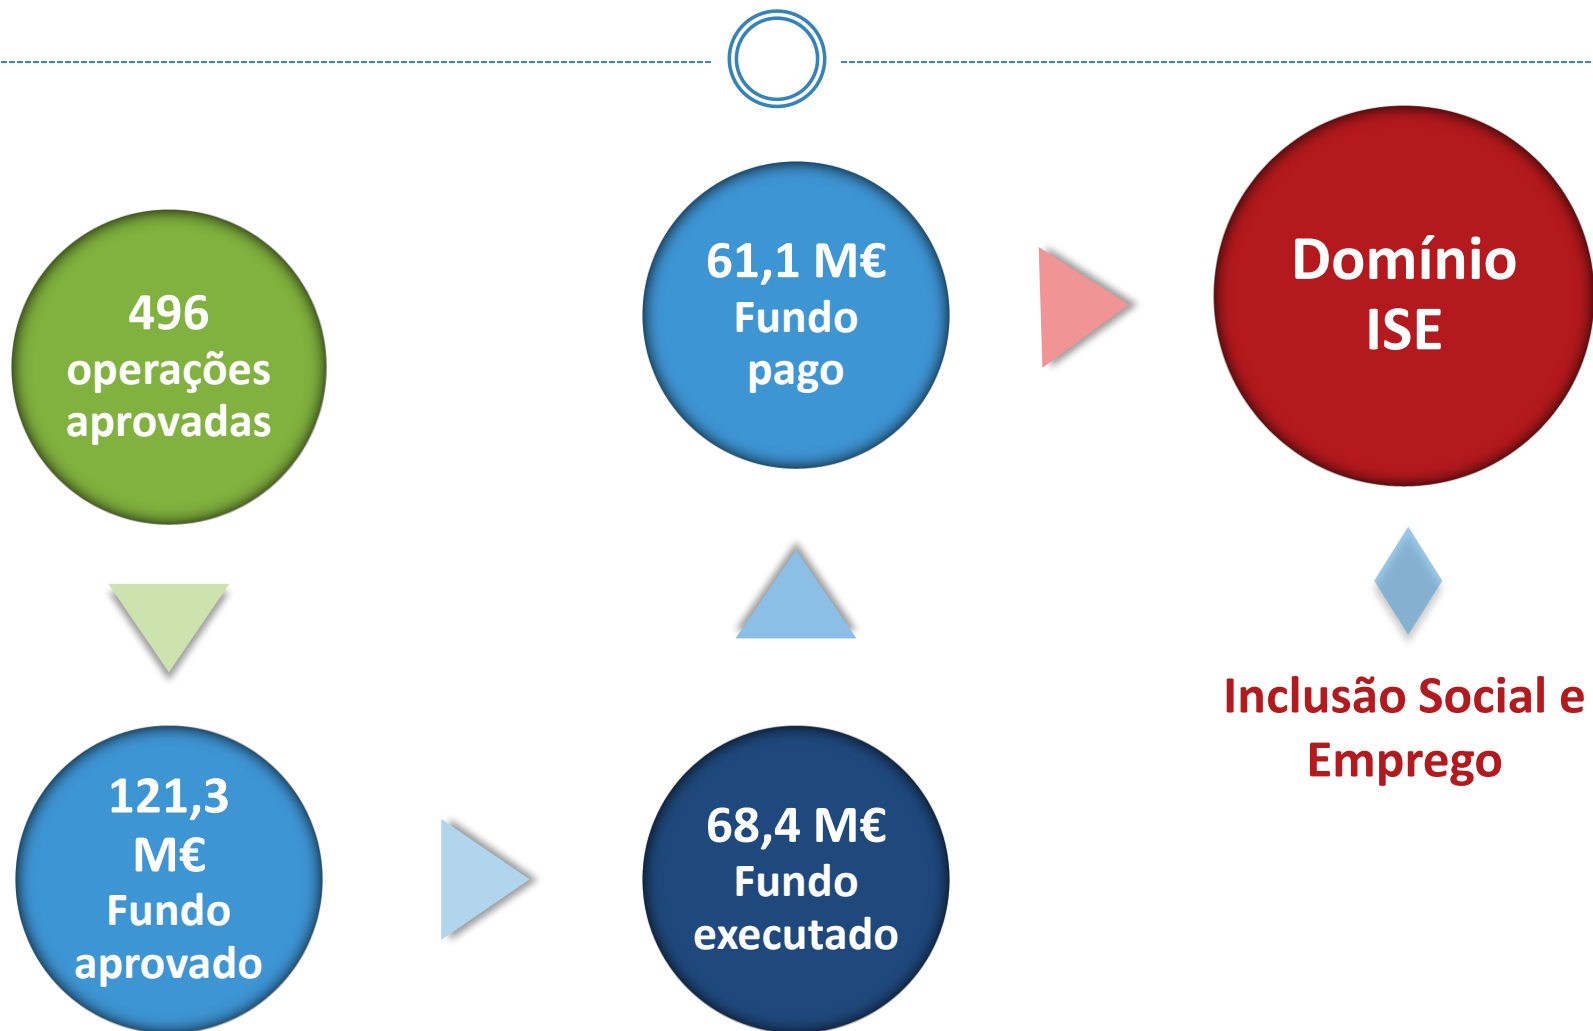 496
operações
aprovadas
121,3
M€
Fundo
aprovado
68,4 M€
Fundo
executado
61,1 M€
Fundo
pago
Domínio
ISE
Inclusão Social e
Emprego